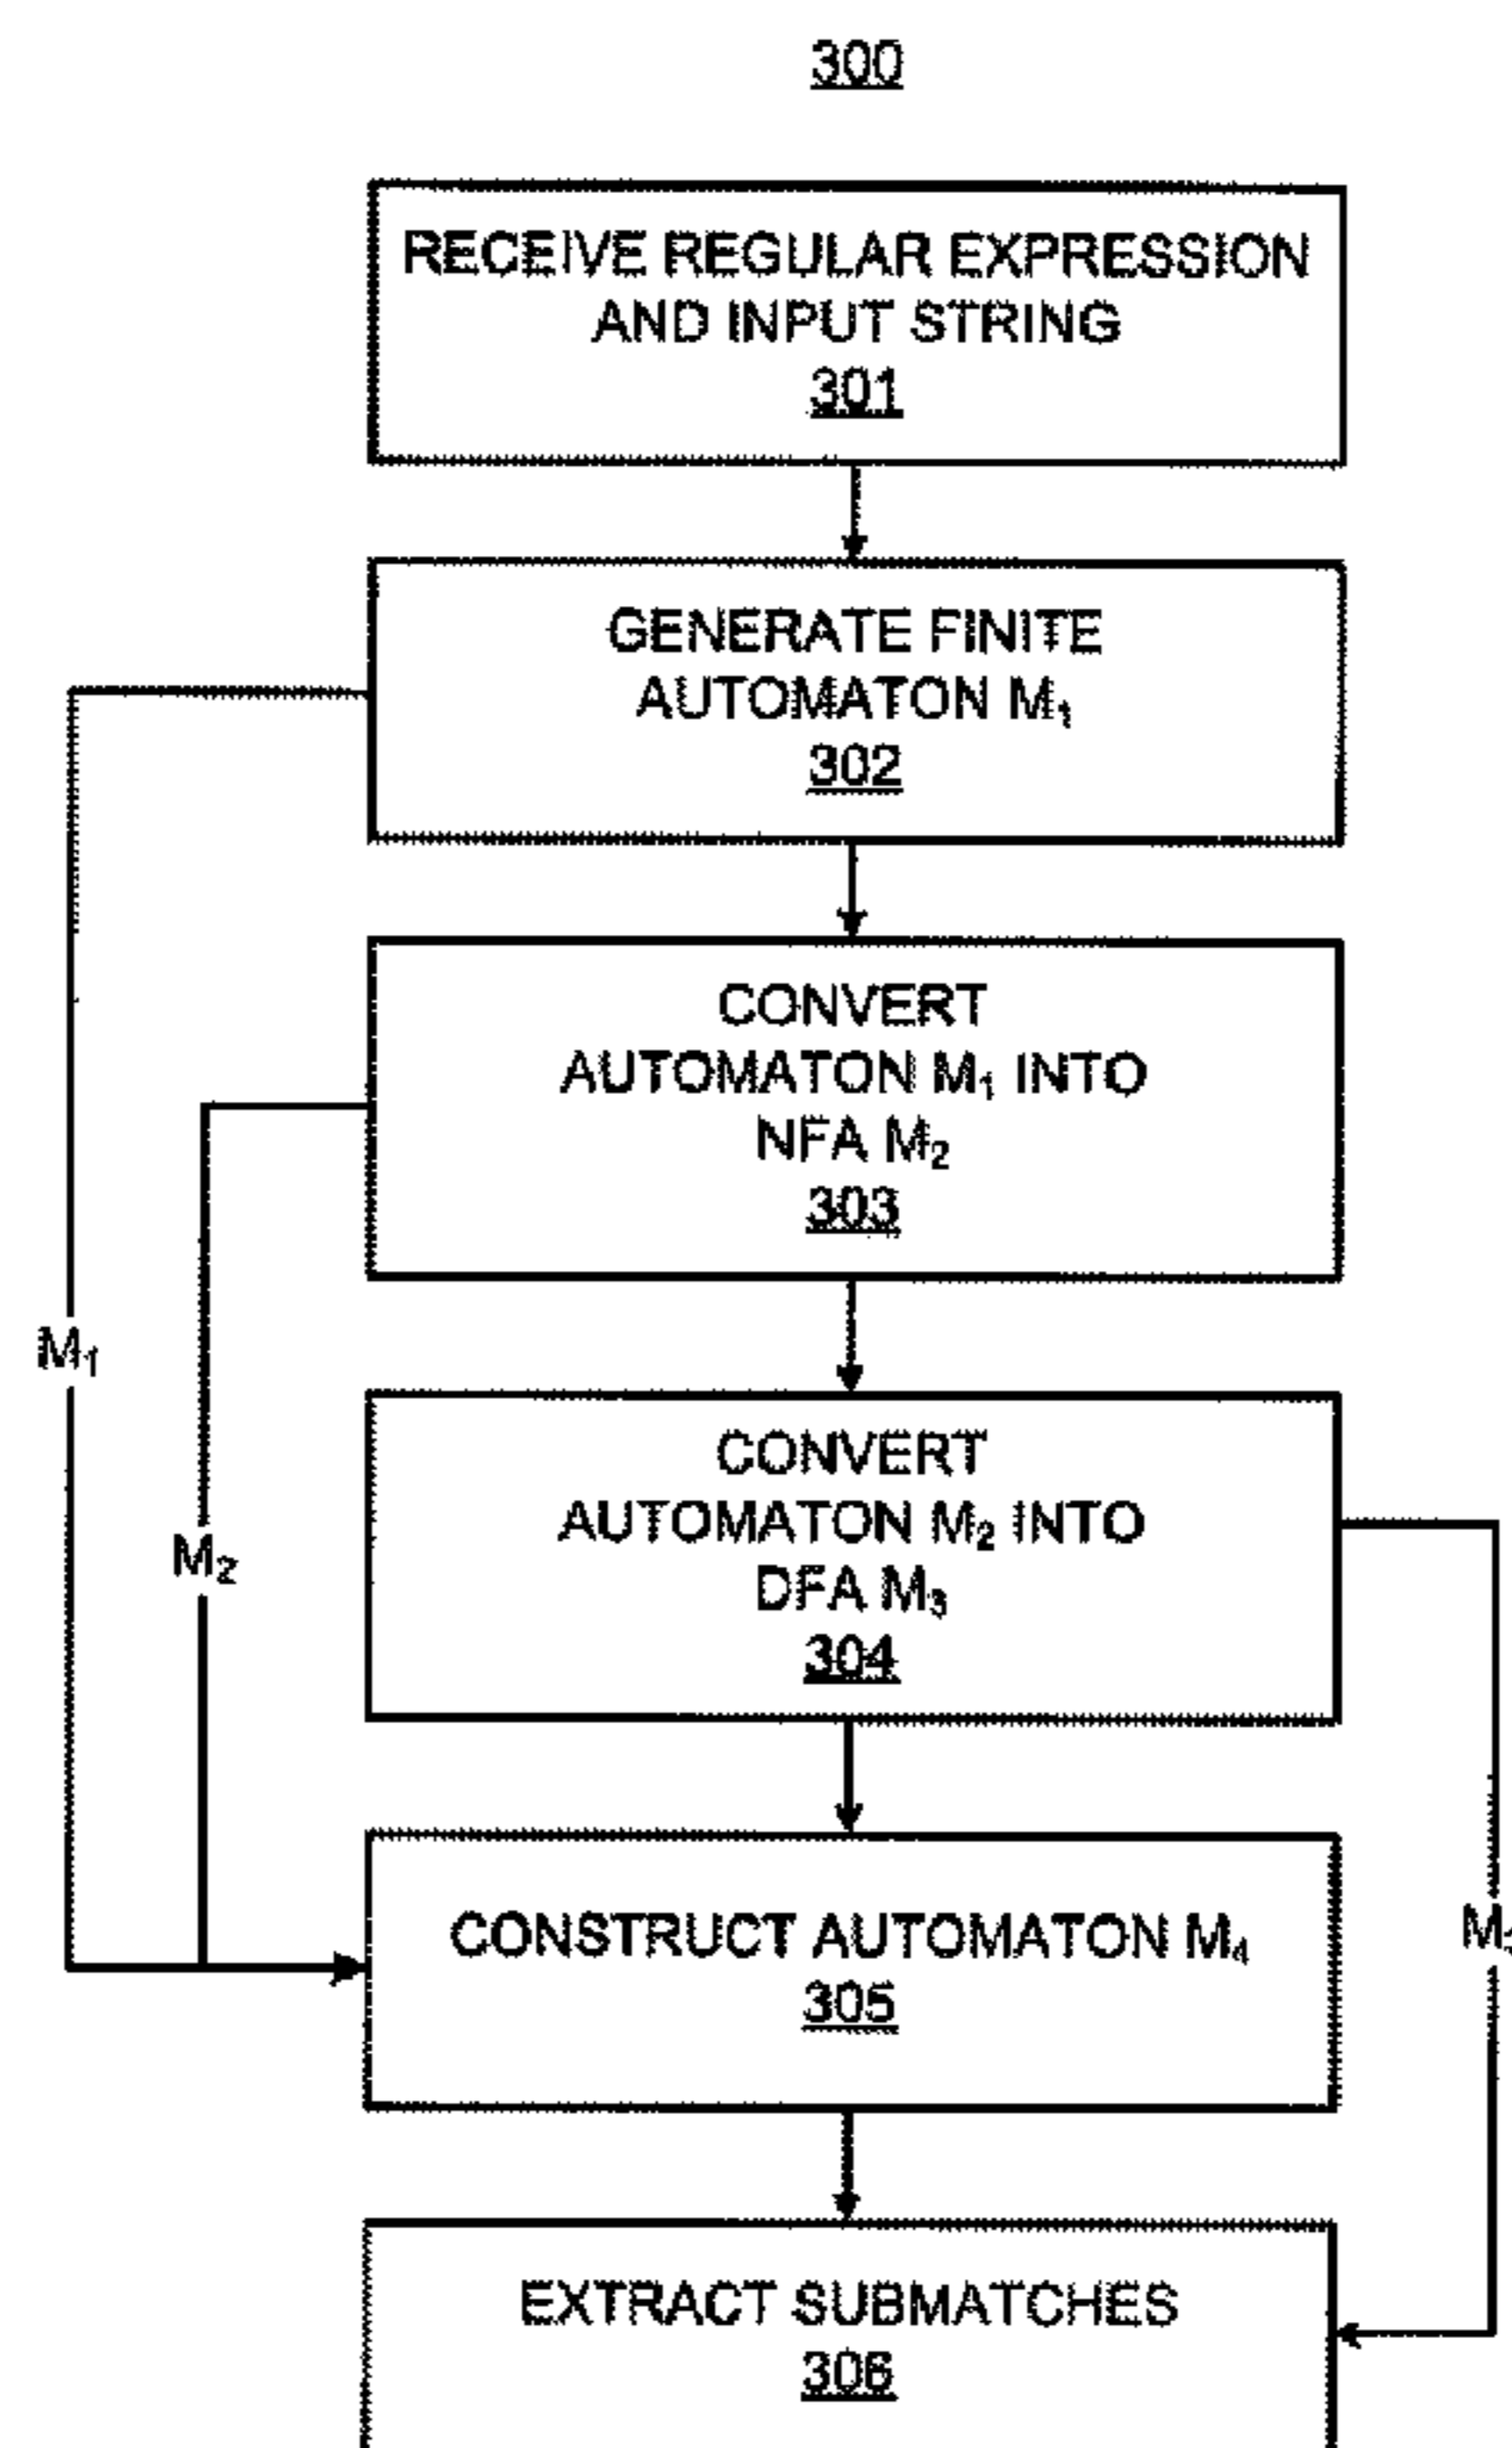 300
RECEIVE REGULAR EXPRESSION
AND INPUT STRING
301
GENERATE FINITE
AUTOMATON M₁
302
CONVERT
AUTOMATON M₁ INTO
NFA M₂
303
M₁
CONVERT
AUTOMATON M₂ INTO
DFA M₃
304
M₂
CONSTRUCT AUTOMATON M₄
305
M₃
EXTRACT SUBMATCHES
306